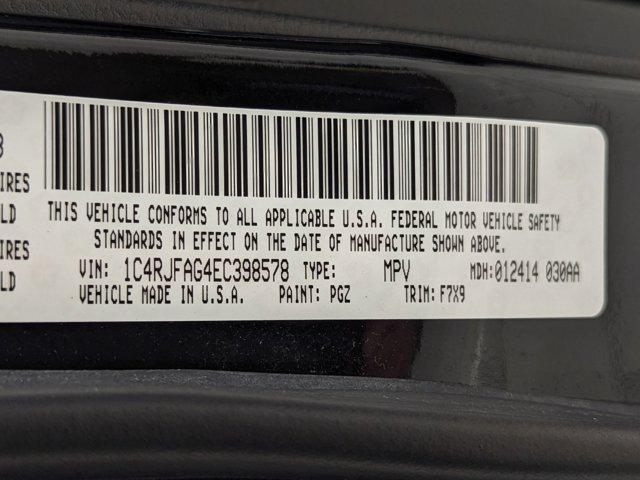 3
IRES
LD
IRES
LD
THIS VEHICLE CONFORMS TO ALL APPLICABLE U.S.A. FEDERAL MOTOR VEHICLE SAFETY
STANDARDS IN EFFECT ON THE DATE OF MANUFACTURE SHOWN ABOVE.
VIN: 1C4RJFAG4EC398578 TYPE: MPV MDH:012414 030AA
VEHICLE MADE IN U.S.A. PAINT: PGZ TRIM: F7X9